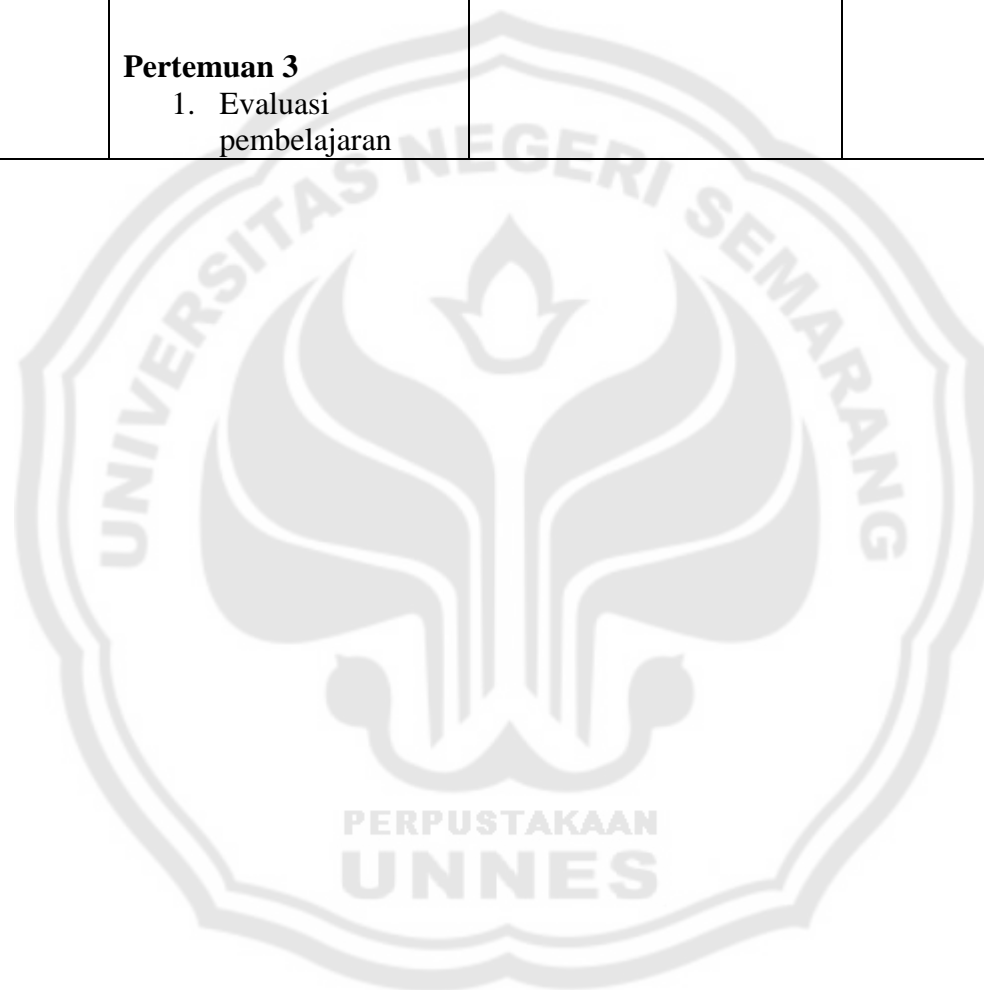 Pertemuan 3
1. Evaluasi
pembelajaran
UNIVERSITAS NEGERI SEMARANG
PERPUSTAKAAN
UNNES